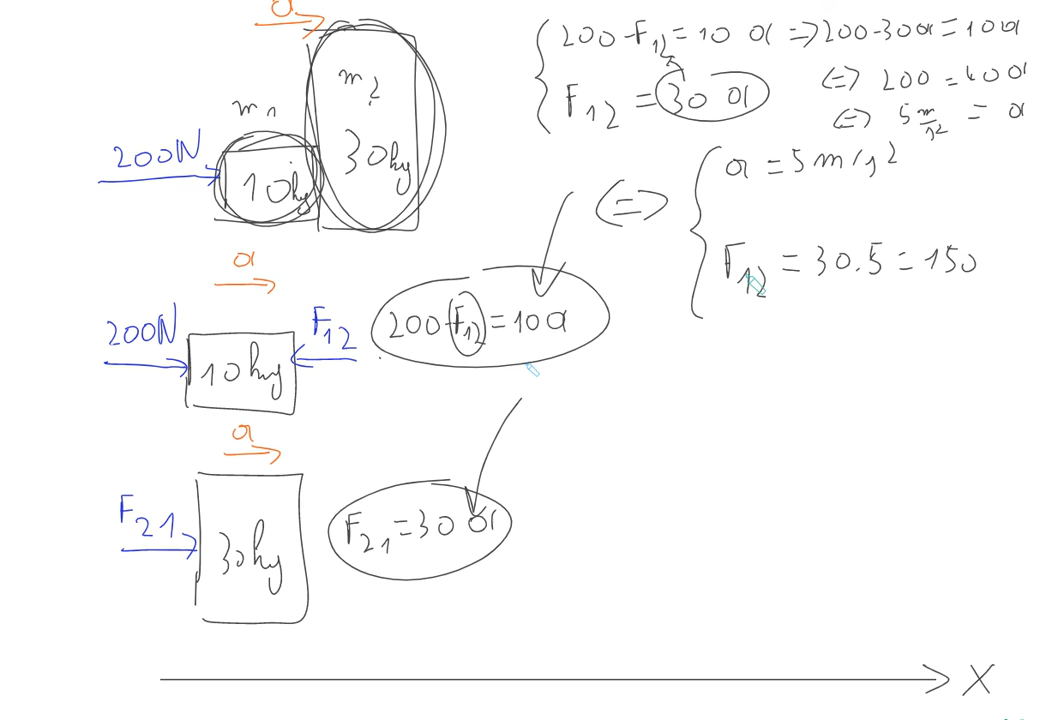 a
m₁
m₂
200N
10kg
30kg
200 - F₁₂ = 10 a => 200 - 30a = 10a
F₁₂ = 30 a
<=> 200 = 40a
<=> 5 m/s² = a
<=>
a = 5 m/s²
F₁₂ = 30.5 = 150
a
200N
10kg
F₁₂
200 - F₁₂ = 10a
a
F₂₁
30kg
F₂₁ = 30 a
X